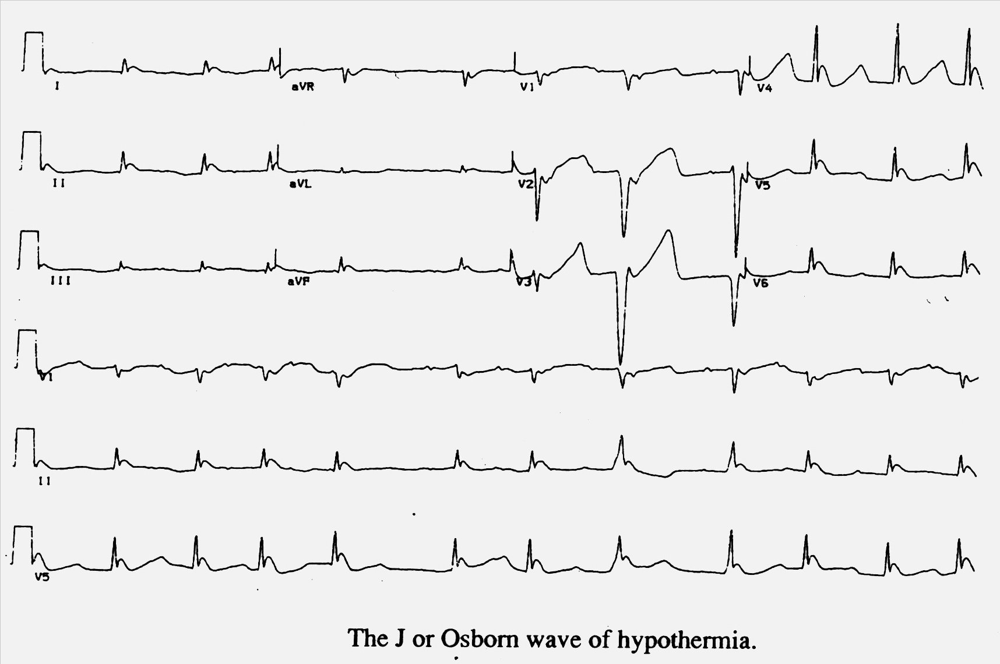 I aVR V1 V4
II aVL V2 V5
III aVF V3 V6
V1
II
V5
The J or Osborn wave of hypothermia.